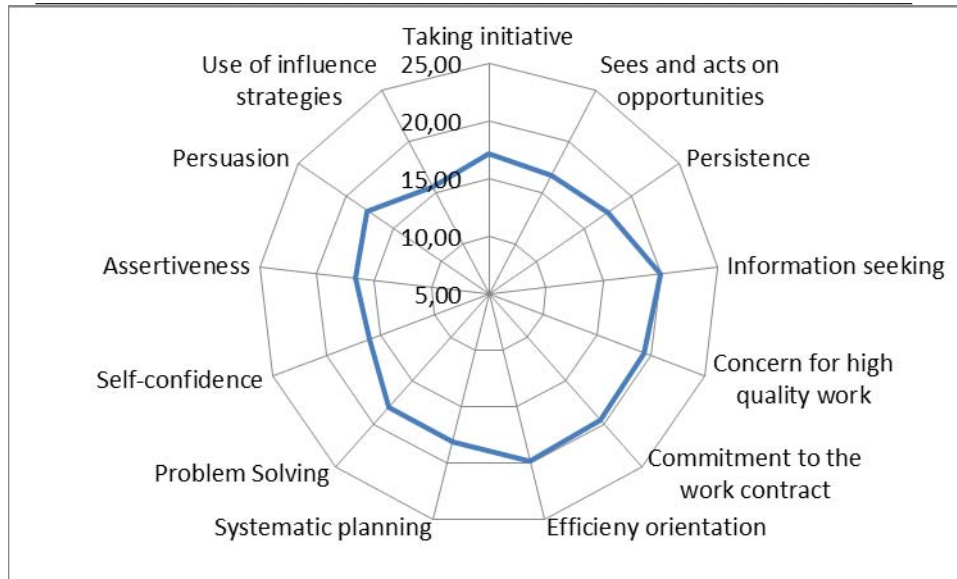 Taking initiative
25,00
Sees and acts on
opportunities
20,00
Persistence
15,00
Information seeking
10,00
5,00
Concern for high
quality work
Commitment to the
work contract
Efficieny orientation
Systematic planning
Problem Solving
Self-confidence
Assertiveness
Persuasion
Use of influence
strategies